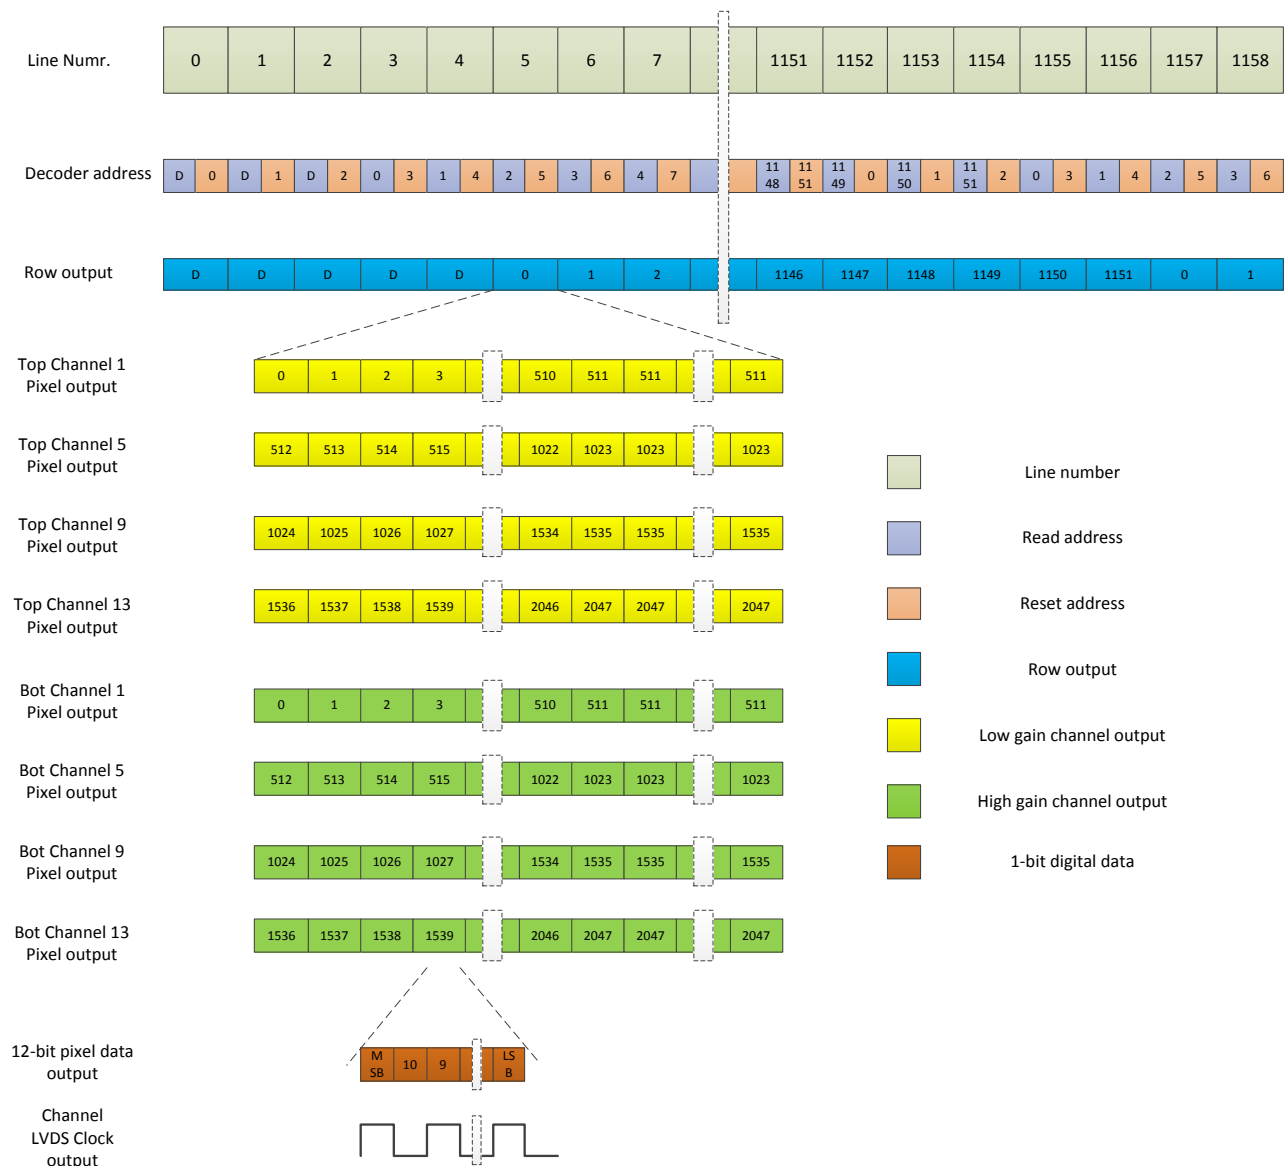 Line Numr. 0 1 2 3 4 5 6 7 1151 1152 1153 1154 1155 1156 1157 1158
Decoder address D 0 D 1 D 2 0 3 1 4 2 5 3 6 4 7 11 48 11 51 11 49 0 11 50 1 11 51 2 0 3 1 4 2 5 3 6
Row output D D D D D 0 1 2 1146 1147 1148 1149 1150 1151 0 1
Top Channel 1
Pixel output
0 1 2 3 510 511 511 511
Top Channel 5
Pixel output
512 513 514 515 1022 1023 1023 1023
Top Channel 9
Pixel output
1024 1025 1026 1027 1534 1535 1535 1535
Top Channel 13
Pixel output
1536 1537 1538 1539 2046 2047 2047 2047
Bot Channel 1
Pixel output
0 1 2 3 510 511 511 511
Bot Channel 5
Pixel output
512 513 514 515 1022 1023 1023 1023
Bot Channel 9
Pixel output
1024 1025 1026 1027 1534 1535 1535 1535
Bot Channel 13
Pixel output
1536 1537 1538 1539 2046 2047 2047 2047
Line number
Read address
Reset address
Row output
Low gain channel output
High gain channel output
1-bit digital data
12-bit pixel data
output
M
SB
10 9
LS
B
Channel
LVDS Clock
output